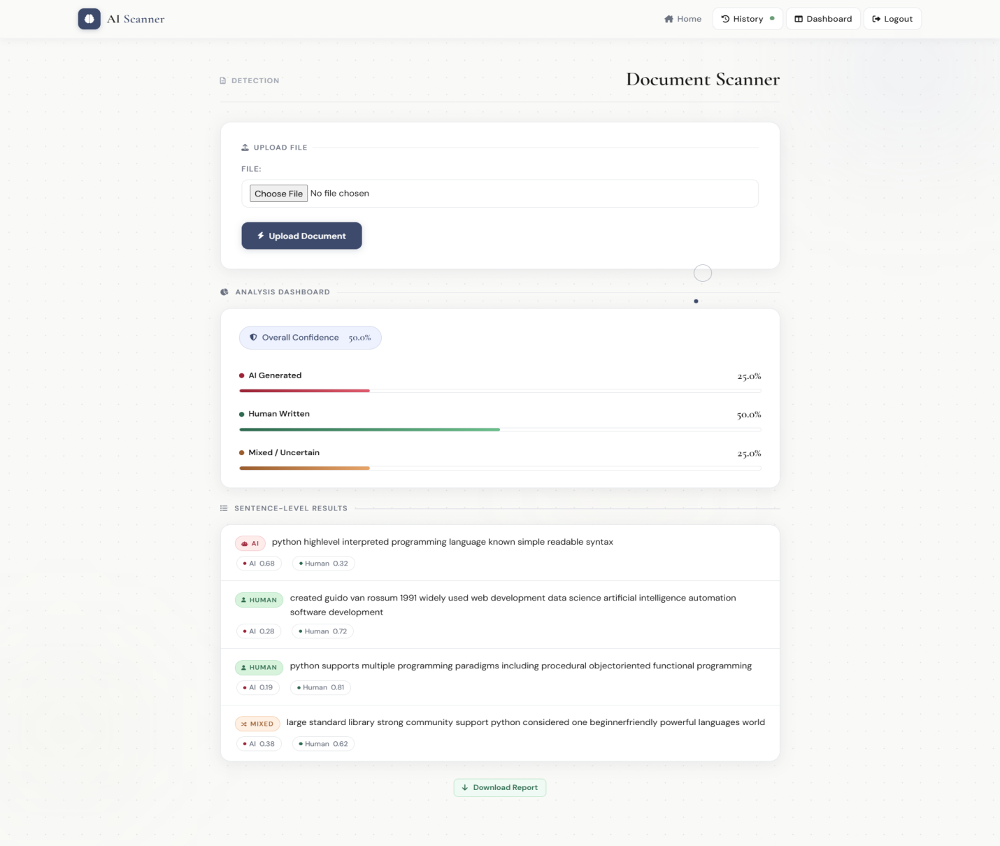 AI Scanner
Home
History
Dashboard
Logout
DETECTION
Document Scanner
UPLOAD FILE
FILE:
Choose File No file chosen
Upload Document
ANALYSIS DASHBOARD
Overall Confidence 50.0%
AI Generated 25.0%
Human Written 50.0%
Mixed / Uncertain 25.0%
SENTENCE-LEVEL RESULTS
AI python highlevel interpreted programming language known simple readable syntax
AI 0.68 Human 0.32
HUMAN created guido van rossum 1991 widely used web development data science artificial intelligence automation
software development
AI 0.28 Human 0.72
HUMAN python supports multiple programming paradigms including procedural objectoriented functional programming
AI 0.19 Human 0.81
MIXED large standard library strong community support python considered one beginnerfriendly powerful languages world
AI 0.38 Human 0.62
Download Report